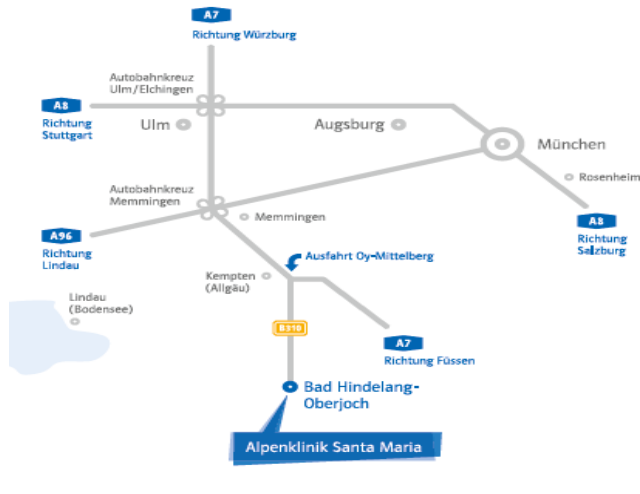 A7
Richtung Würzburg
Autobahnkreuz
Ulm/Elchingen
A8
Richtung
Stuttgart
Ulm
Augsburg
München
Rosenheim
A8
Richtung
Salzburg
Autobahnkreuz
Memmingen
Memmingen
A96
Richtung
Lindau
Ausfahrt Oy-Mittelberg
Kempten
(Allgäu)
Lindau
(Bodensee)
B310
A7
Richtung Füssen
Bad Hindelang-
Oberjoch
Alpenklinik Santa Maria